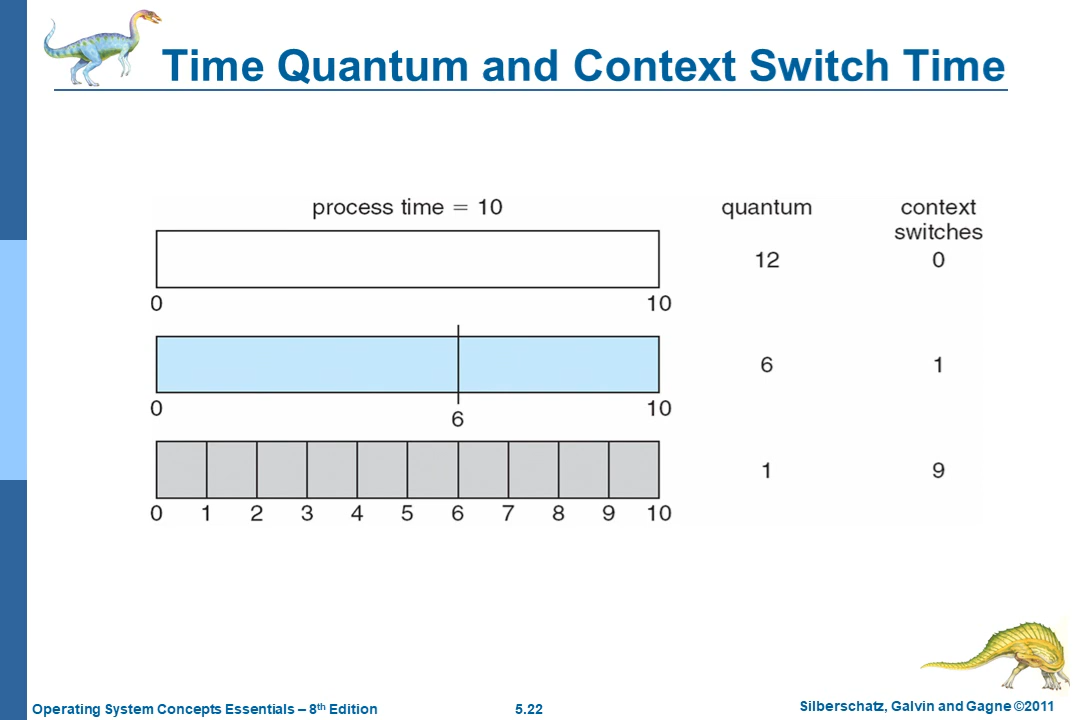 Time Quantum and Context Switch Time
process time = 10 quantum context
switches
12 0
0 10
6 1
0 6 10
1 9
0 1 2 3 4 5 6 7 8 9 10
Operating System Concepts Essentials – 8th Edition 5.22 Silberschatz, Galvin and Gagne ©2011